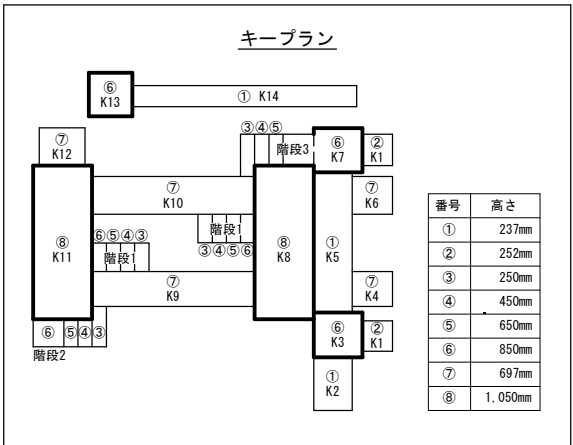 キープラン
⑥
K13
① K14
③④⑤
階段3
⑥
K7
②
K1
⑦
K12
⑦
K10
⑦
K6
⑧
K11
⑥⑤④③
階段1
階段1
③④⑤⑥
⑧
K8
①
K5
⑦
K9
⑦
K4
⑥
K3
②
K1
⑥ ⑤④③
階段2
①
K2
番号 高さ
① 237mm
② 252mm
③ 250mm
④ 450mm
⑤ 650mm
⑥ 850mm
⑦ 697mm
⑧ 1,050mm